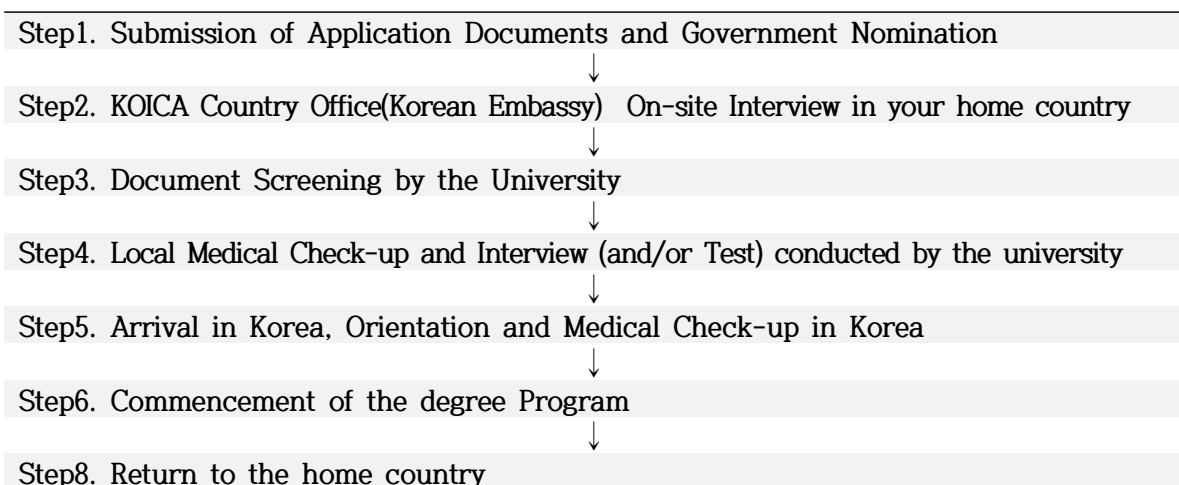 Step1. Submission of Application Documents and Government Nomination
↓
Step2. KOICA Country Office(Korean Embassy) On-site Interview in your home country
↓
Step3. Document Screening by the University
↓
Step4. Local Medical Check-up and Interview (and/or Test) conducted by the university
↓
Step5. Arrival in Korea, Orientation and Medical Check-up in Korea
↓
Step6. Commencement of the degree Program
↓
Step8. Return to the home country